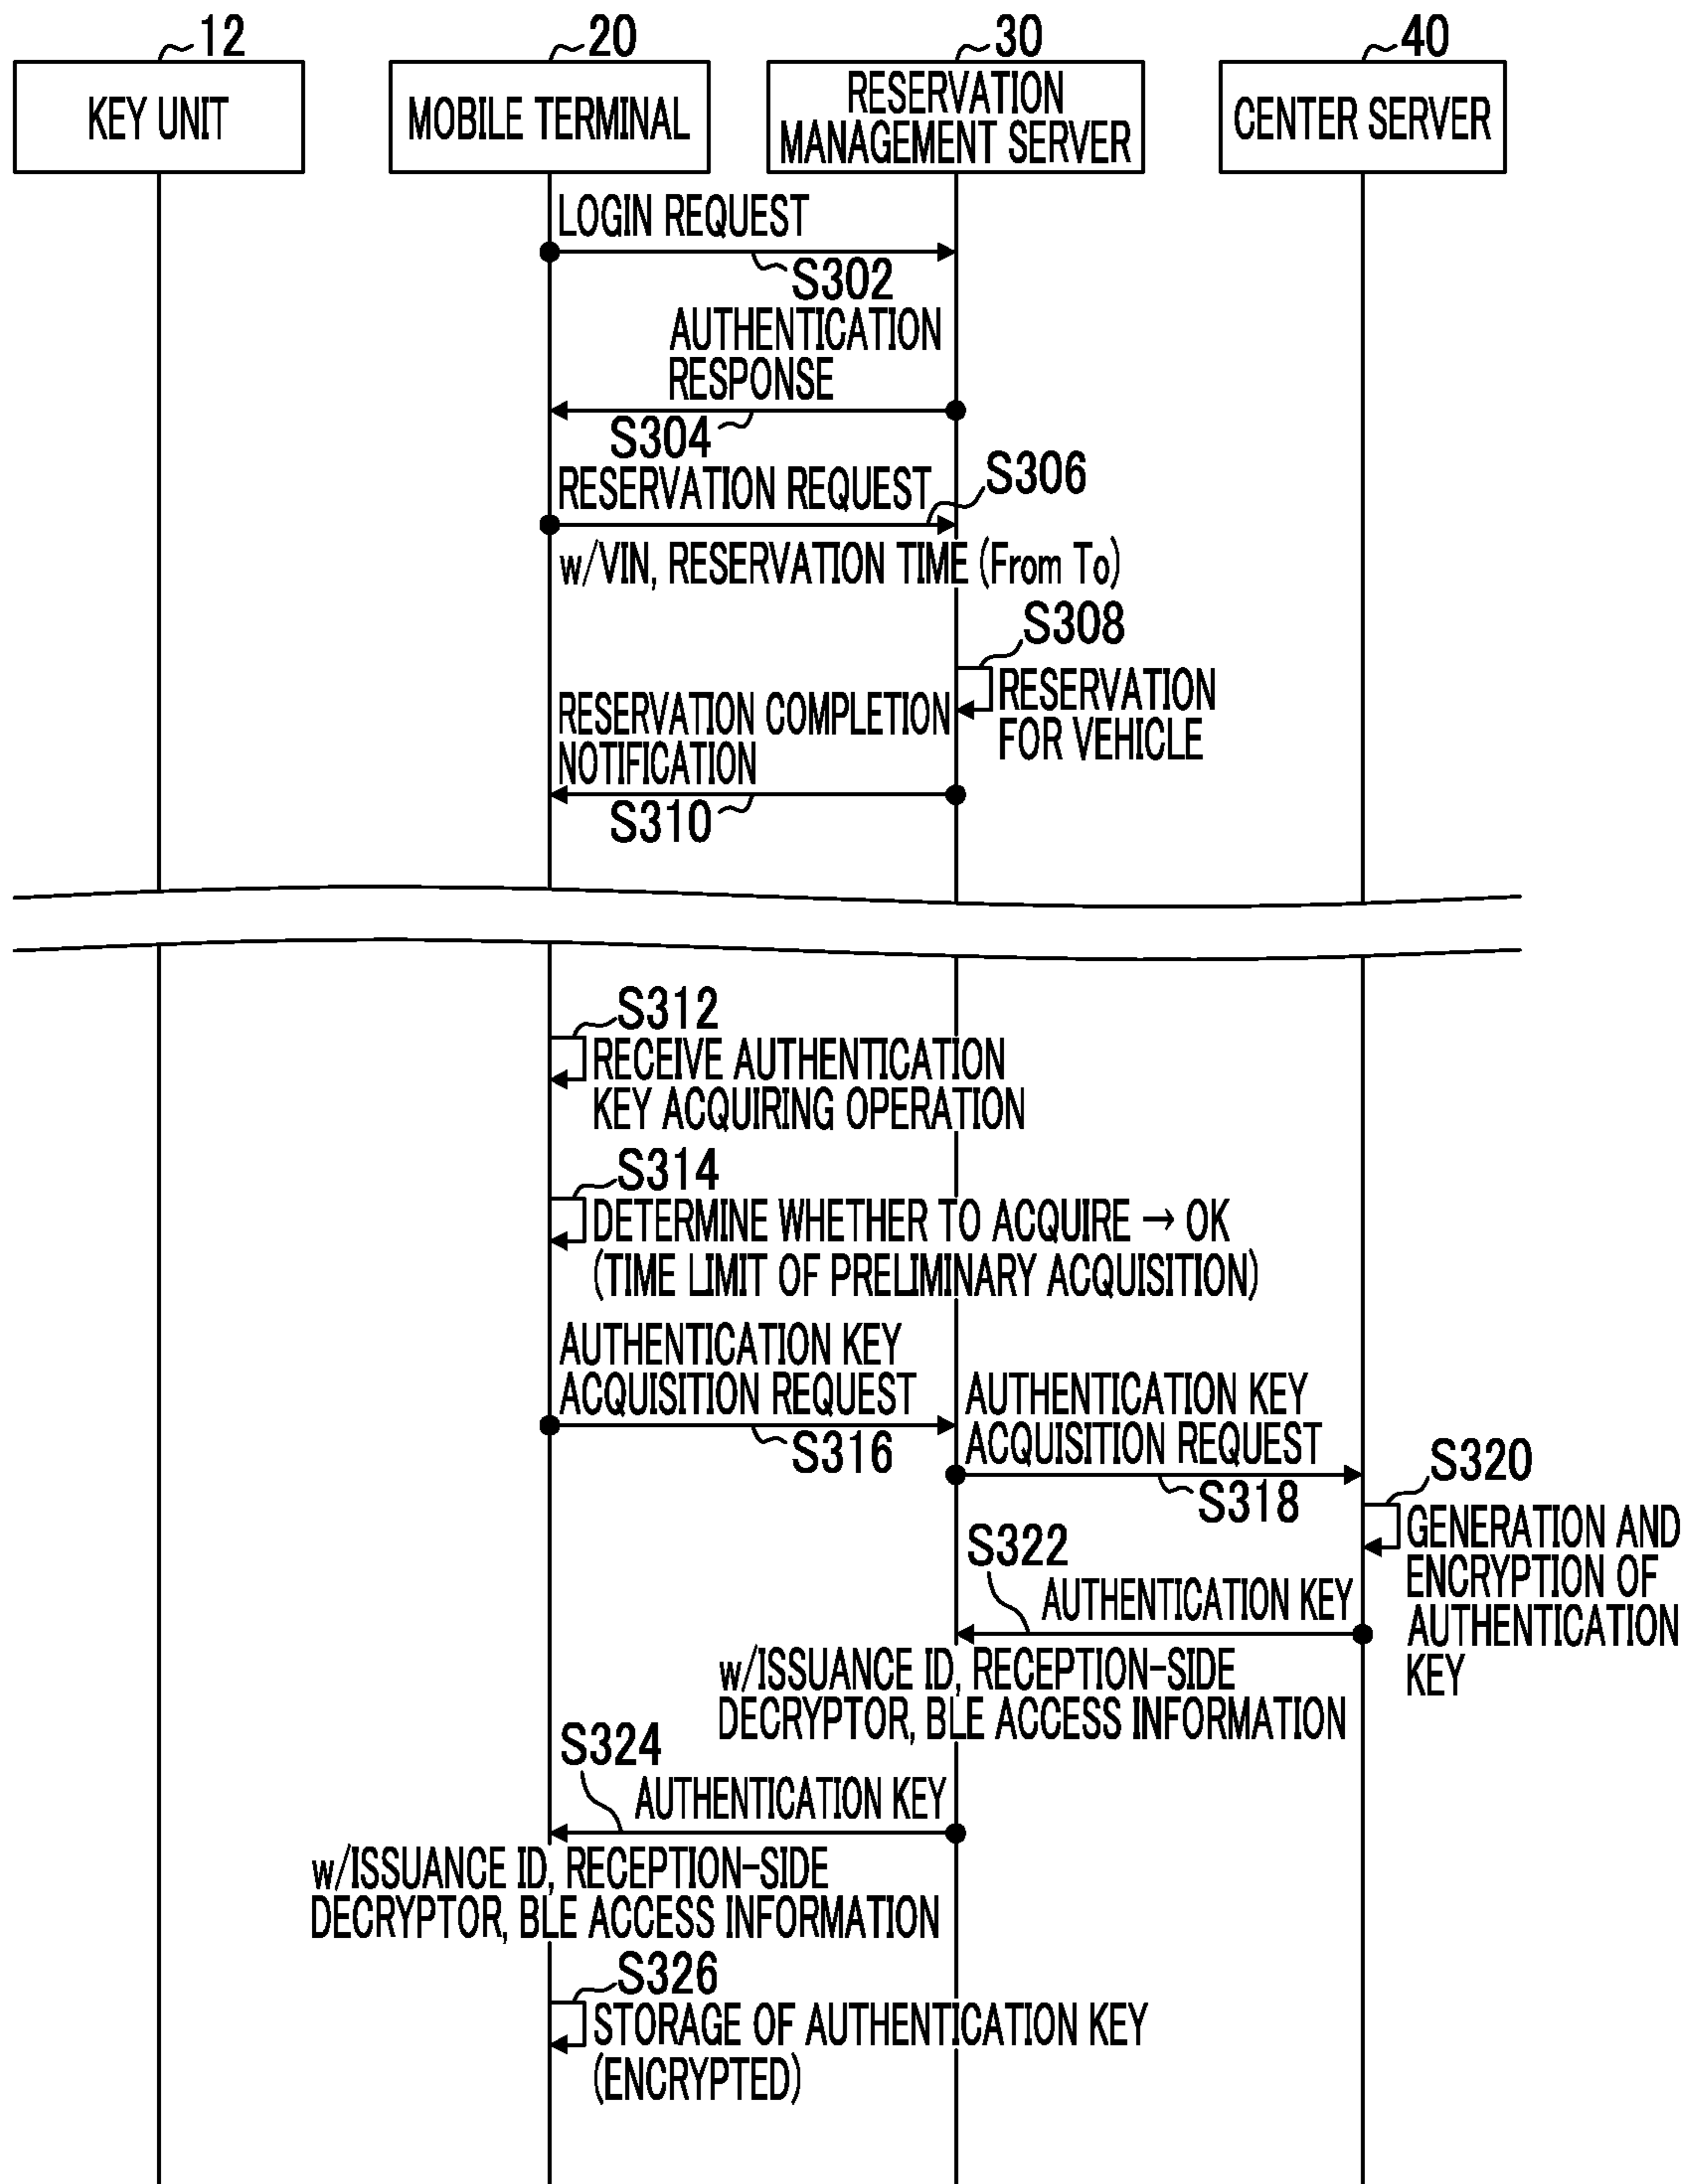 12
20
30
40
KEY UNIT
MOBILE TERMINAL
RESERVATION
MANAGEMENT SERVER
CENTER SERVER
LOGIN REQUEST
S302
AUTHENTICATION
RESPONSE
S304
RESERVATION REQUEST
S306
w/VIN, RESERVATION TIME (From To)
S308
RESERVATION
FOR VEHICLE
RESERVATION COMPLETION
NOTIFICATION
S310
S312
RECEIVE AUTHENTICATION
KEY ACQUIRING OPERATION
S314
DETERMINE WHETHER TO ACQUIRE → OK
(TIME LIMIT OF PRELIMINARY ACQUISITION)
AUTHENTICATION KEY
ACQUISITION REQUEST
S316
AUTHENTICATION KEY
ACQUISITION REQUEST
S318
S320
GENERATION AND
ENCRYPTION OF
AUTHENTICATION
KEY
S322
AUTHENTICATION KEY
w/ISSUANCE ID, RECEPTION-SIDE
DECRYPTOR, BLE ACCESS INFORMATION
S324
AUTHENTICATION KEY
w/ISSUANCE ID, RECEPTION-SIDE
DECRYPTOR, BLE ACCESS INFORMATION
S326
STORAGE OF AUTHENTICATION KEY
(ENCRYPTED)